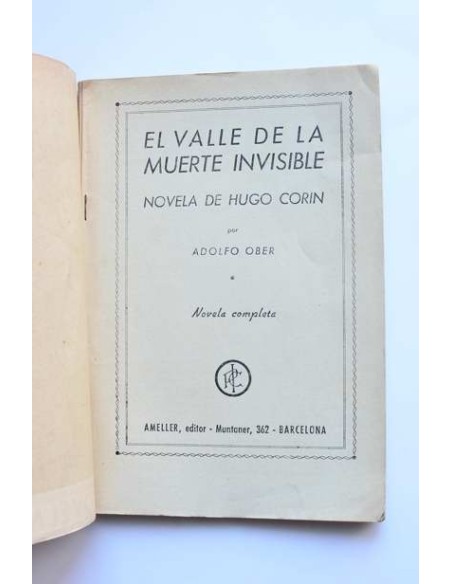 EL VALLE DE LA
MUERTE INVISIBLE
NOVELA DE HUGO CORIN
por
ADOLFO OBER
Novela completa
AMELLER, editor - Muntaner, 362 - BARCELONA